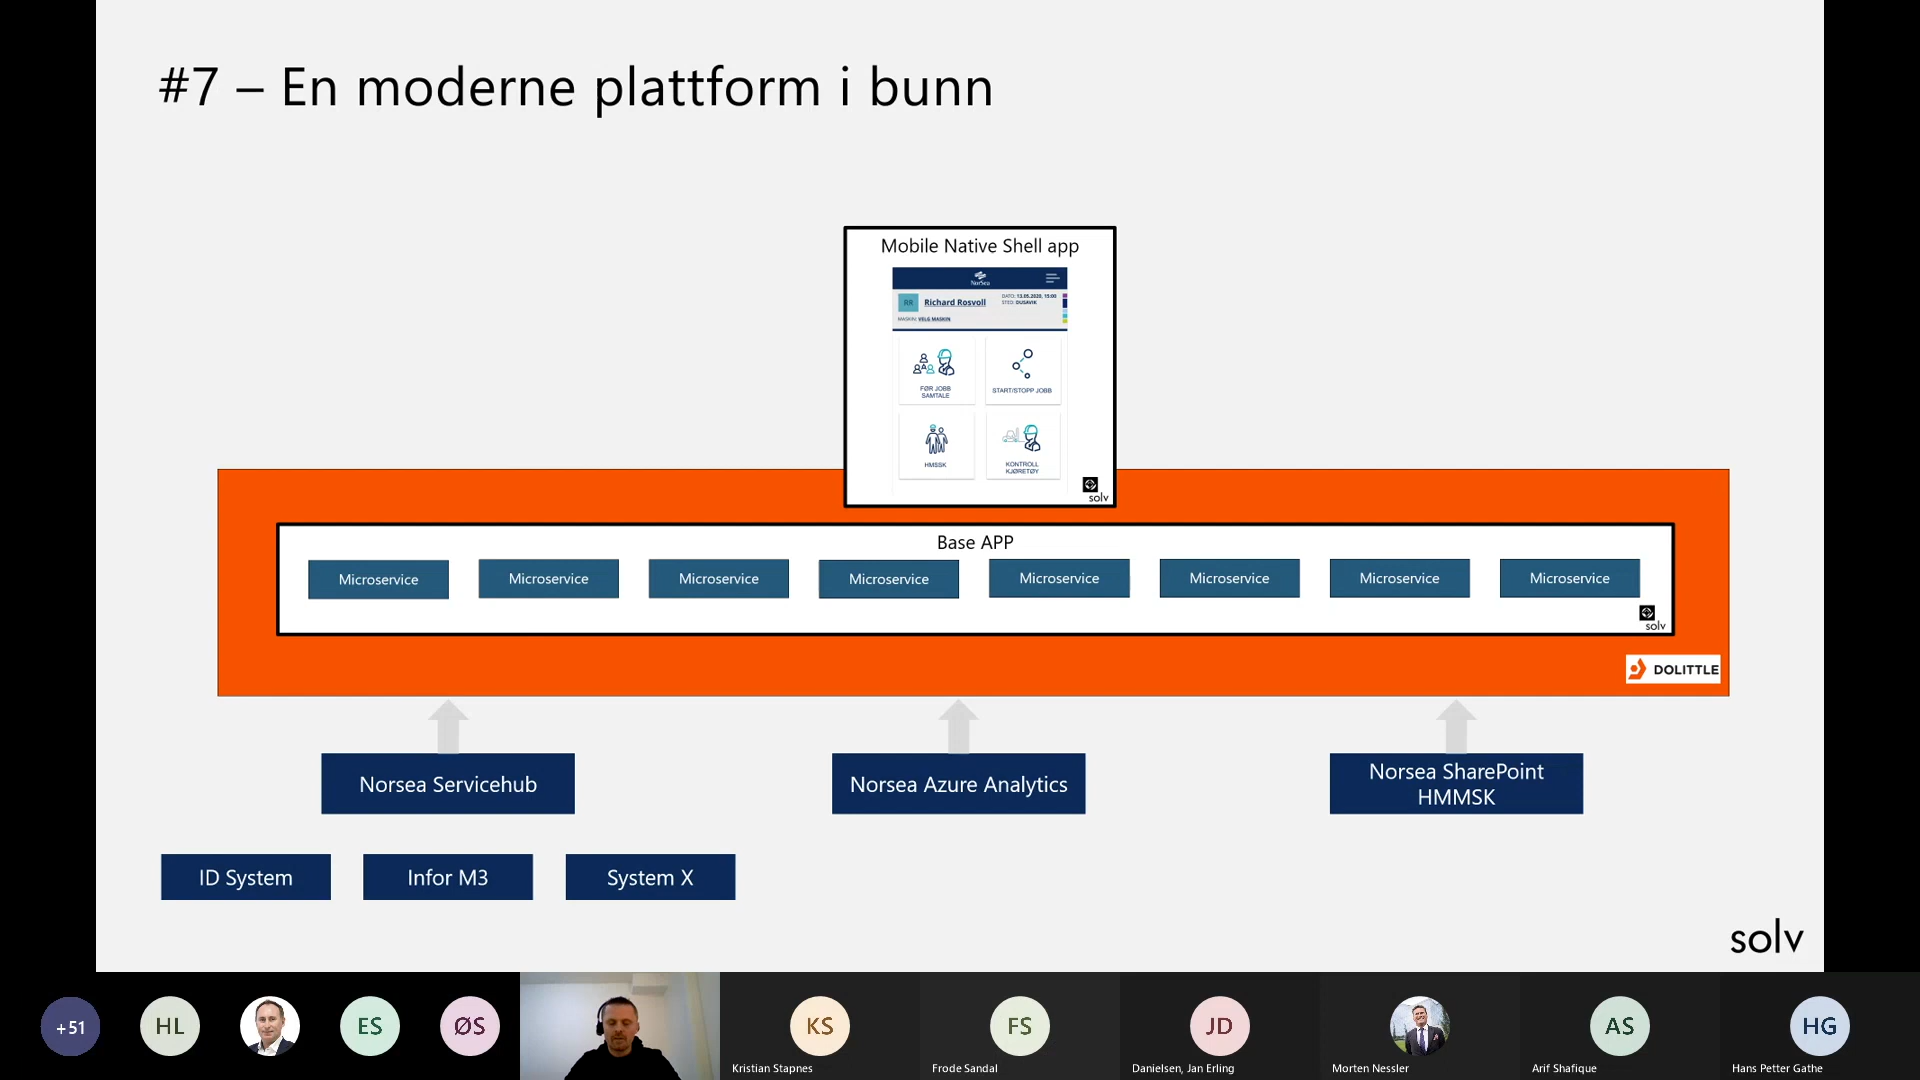 #7 – En moderne plattform i bunn
Mobile Native Shell app
NorSea
RR
Richard Rosvoll
DATO: 13.05.2020, 15:00
STED: DUSAVIK
MASKIN: VELG MASKIN
FØR JOBB
SAMTALE
START/STOPP JOBB
HMSSK
KONTROLL
KJØRETØY
solv
Base APP
Microservice
Microservice
Microservice
Microservice
Microservice
Microservice
Microservice
Microservice
solv
DOLITTLE
Norsea Servicehub
Norsea Azure Analytics
Norsea SharePoint
HMMSK
ID System
Infor M3
System X
solv
+51
HL
ES
ØS
KS
FS
JD
AS
HG
Kristian Stapnes
Frode Sandal
Danielsen, Jan Erling
Morten Nessler
Arif Shafique
Hans Petter Gathe